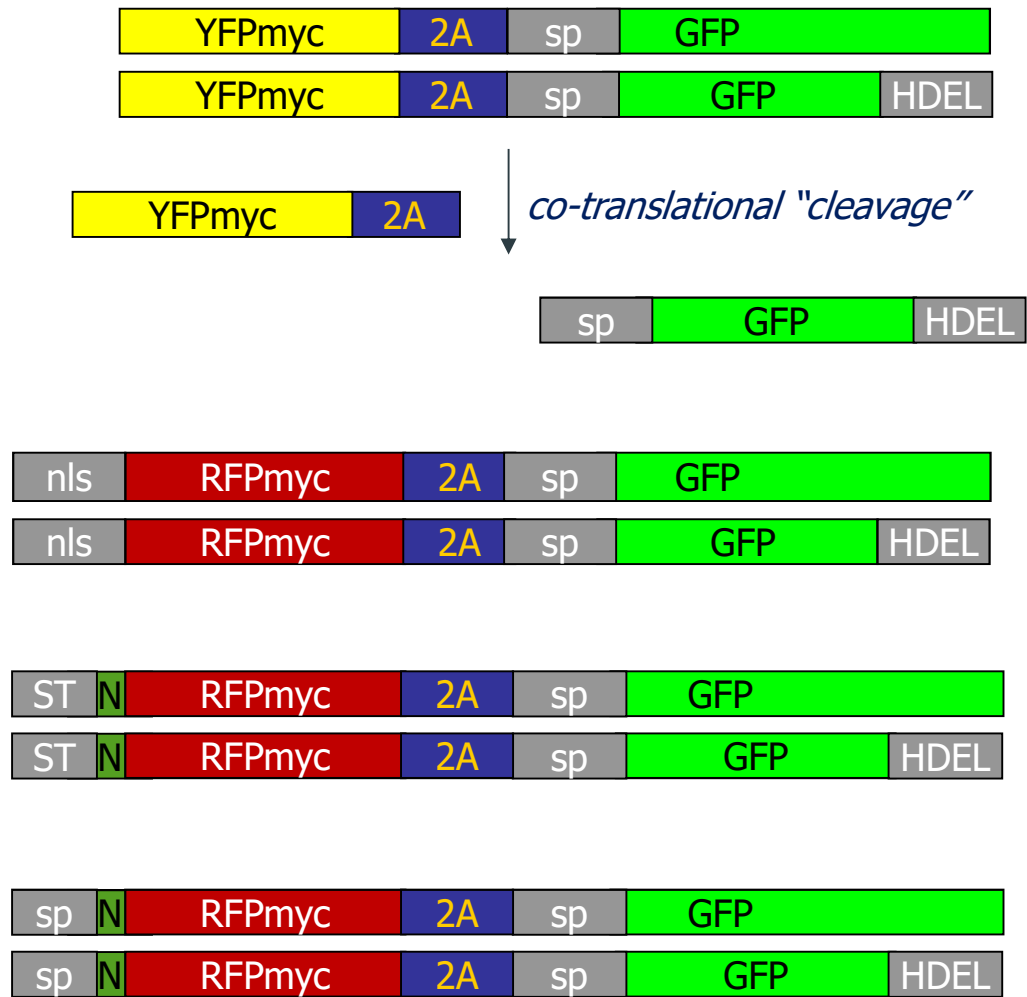 YFPmyc 2A sp GFP
YFPmyc 2A sp GFP HDEL
YFPmyc 2A
co-translational “cleavage”
sp GFP HDEL
nls RFPmyc 2A sp GFP
nls RFPmyc 2A sp GFP HDEL
ST N RFPmyc 2A sp GFP
ST N RFPmyc 2A sp GFP HDEL
sp N RFPmyc 2A sp GFP
sp N RFPmyc 2A sp GFP HDEL